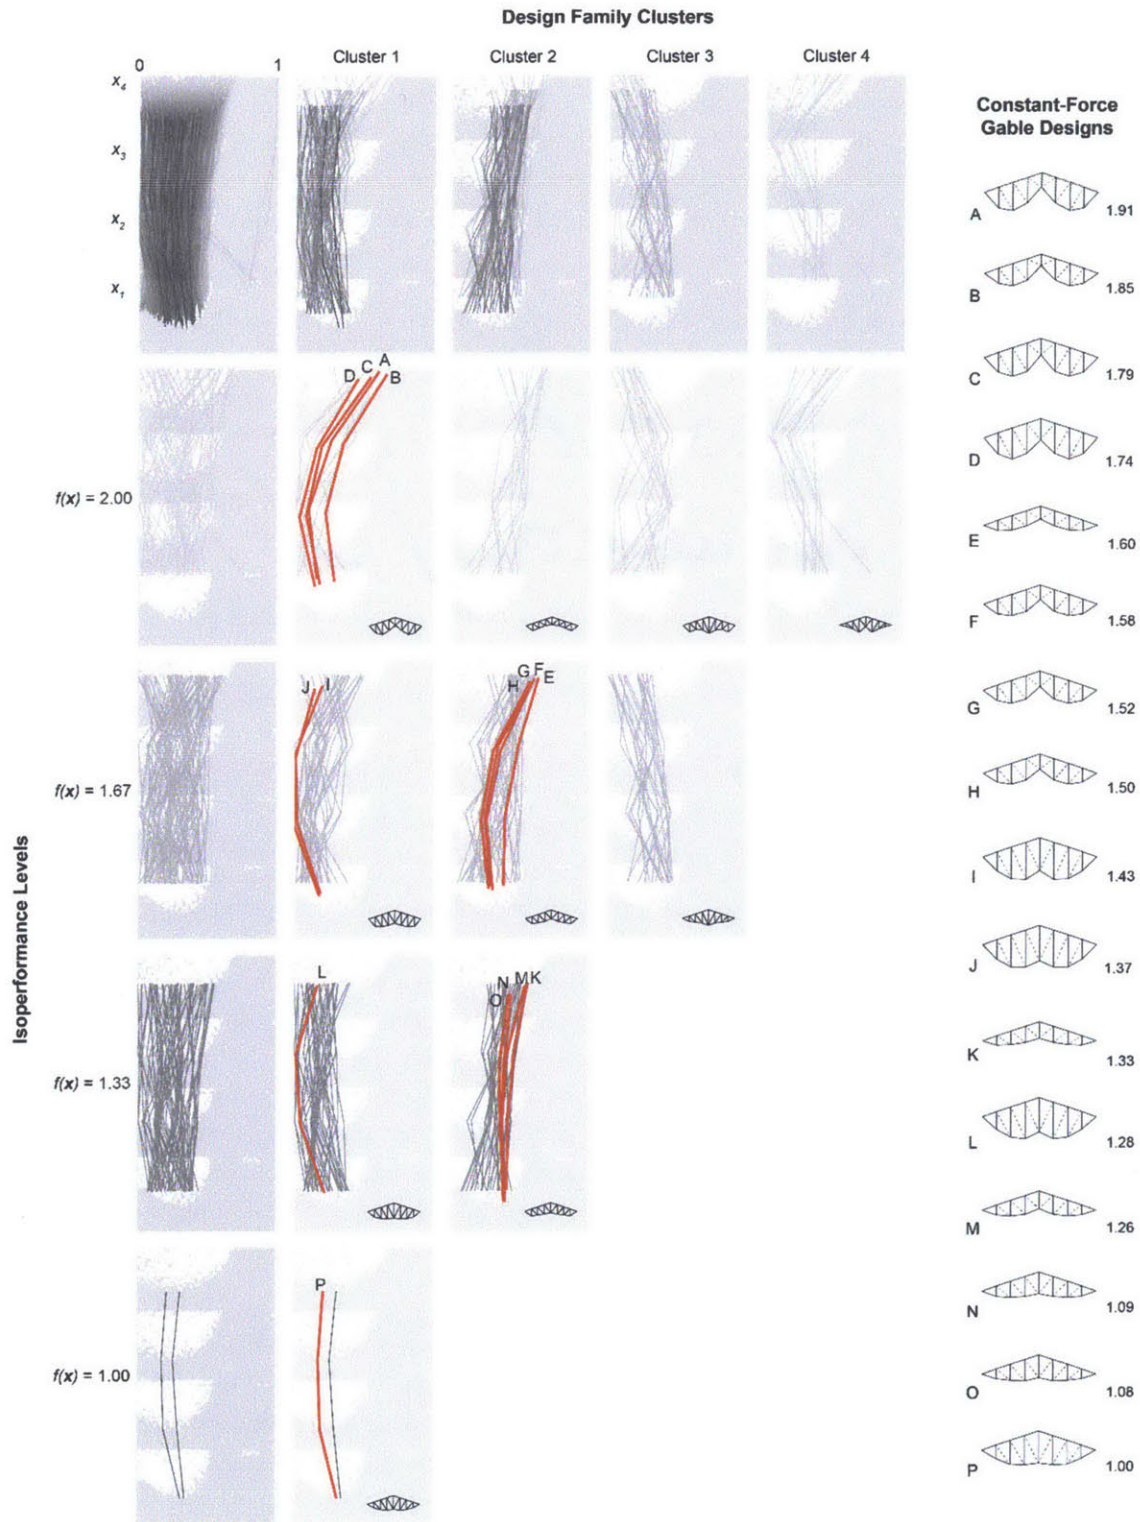 Design Family Clusters
0
1
Cluster 1
Cluster 2
Cluster 3
Cluster 4
x4
x3
x2
x1
Constant-Force
Gable Designs
A
1.91
B
1.85
C
1.79
D
1.74
E
1.60
F
1.58
G
1.52
H
1.50
I
1.43
J
1.37
K
1.33
L
1.28
M
1.26
N
1.09
O
1.08
P
1.00
Isoperformance Levels
f(x) = 2.00
D
C
A
B
f(x) = 1.67
J
I
G
F
H
E
f(x) = 1.33
L
N
M
K
O
f(x) = 1.00
P